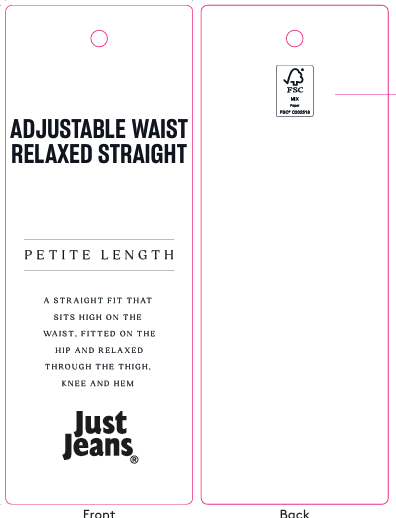 ADJUSTABLE WAIST
RELAXED STRAIGHT
PETITE LENGTH
A STRAIGHT FIT THAT
SITS HIGH ON THE
WAIST, FITTED ON THE
HIP AND RELAXED
THROUGH THE THIGH,
KNEE AND HEM
Just
Jeans®
Front
FSC
MIX
Paper
Back